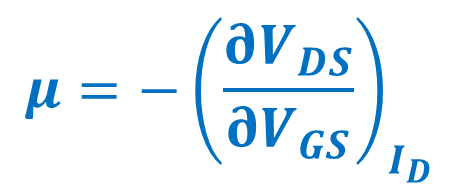 μ = −(∂V_DS / ∂V_GS)_I_D